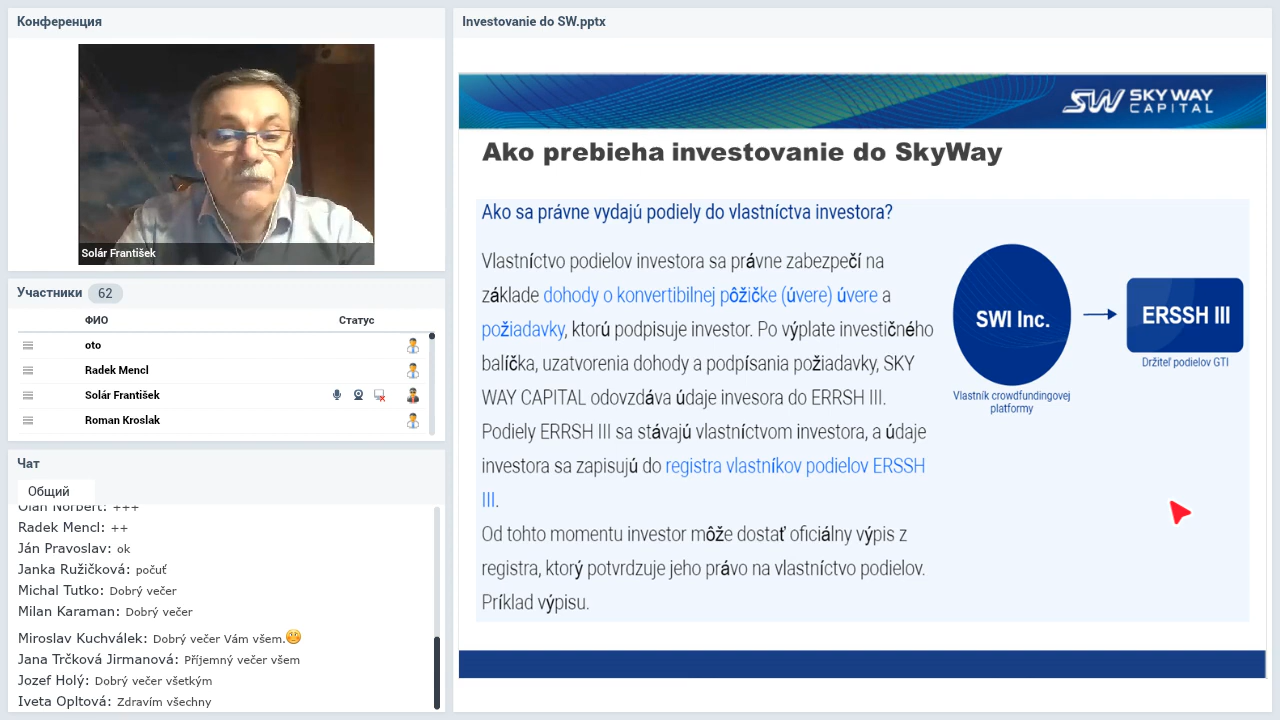 Конференция
Solár František
Участники 62
ФИО Статус
oto
Radek Mencl
Solár František
Roman Kroslak
Чат
Общий
Olah Norbert: +++
Radek Mencl: ++
Ján Pravoslav: ok
Janka Ružičková: počuť
Michal Tutko: Dobrý večer
Milan Karaman: Dobrý večer
Miroslav Kuchválek: Dobrý večer Vám všem.
Jana Trčková Jirmanová: Příjemný večer všem
Jozef Holý: Dobrý večer všetkým
Iveta Opltová: Zdravím všechny
Investovanie do SW.pptx
SW SKY WAY
CAPITAL
Ako prebieha investovanie do SkyWay
Ako sa právne vydajú podiely do vlastníctva investora?
Vlastníctvo podielov investora sa právne zabezpečí na
základe dohody o konvertibilnej pôžičke (úvere) úvere a
požiadavky, ktorú podpisuje investor. Po výplate investičného
balíčka, uzatvorenia dohody a podpísania požiadavky, SKY
WAY CAPITAL odovzdáva údaje invesora do ERRSH III.
Podiely ERRSH III sa stávajú vlastníctvom investora, a údaje
investora sa zapisujú do registra vlastníkov podielov ERSSH
III.
Od tohto momentu investor môže dostať oficiálny výpis z
registra, ktorý potvrdzuje jeho právo na vlastníctvo podielov.
Príklad výpisu.
SWI Inc.
Vlastník crowdfundingovej
platformy
ERSSH III
Držiteľ podielov GTI